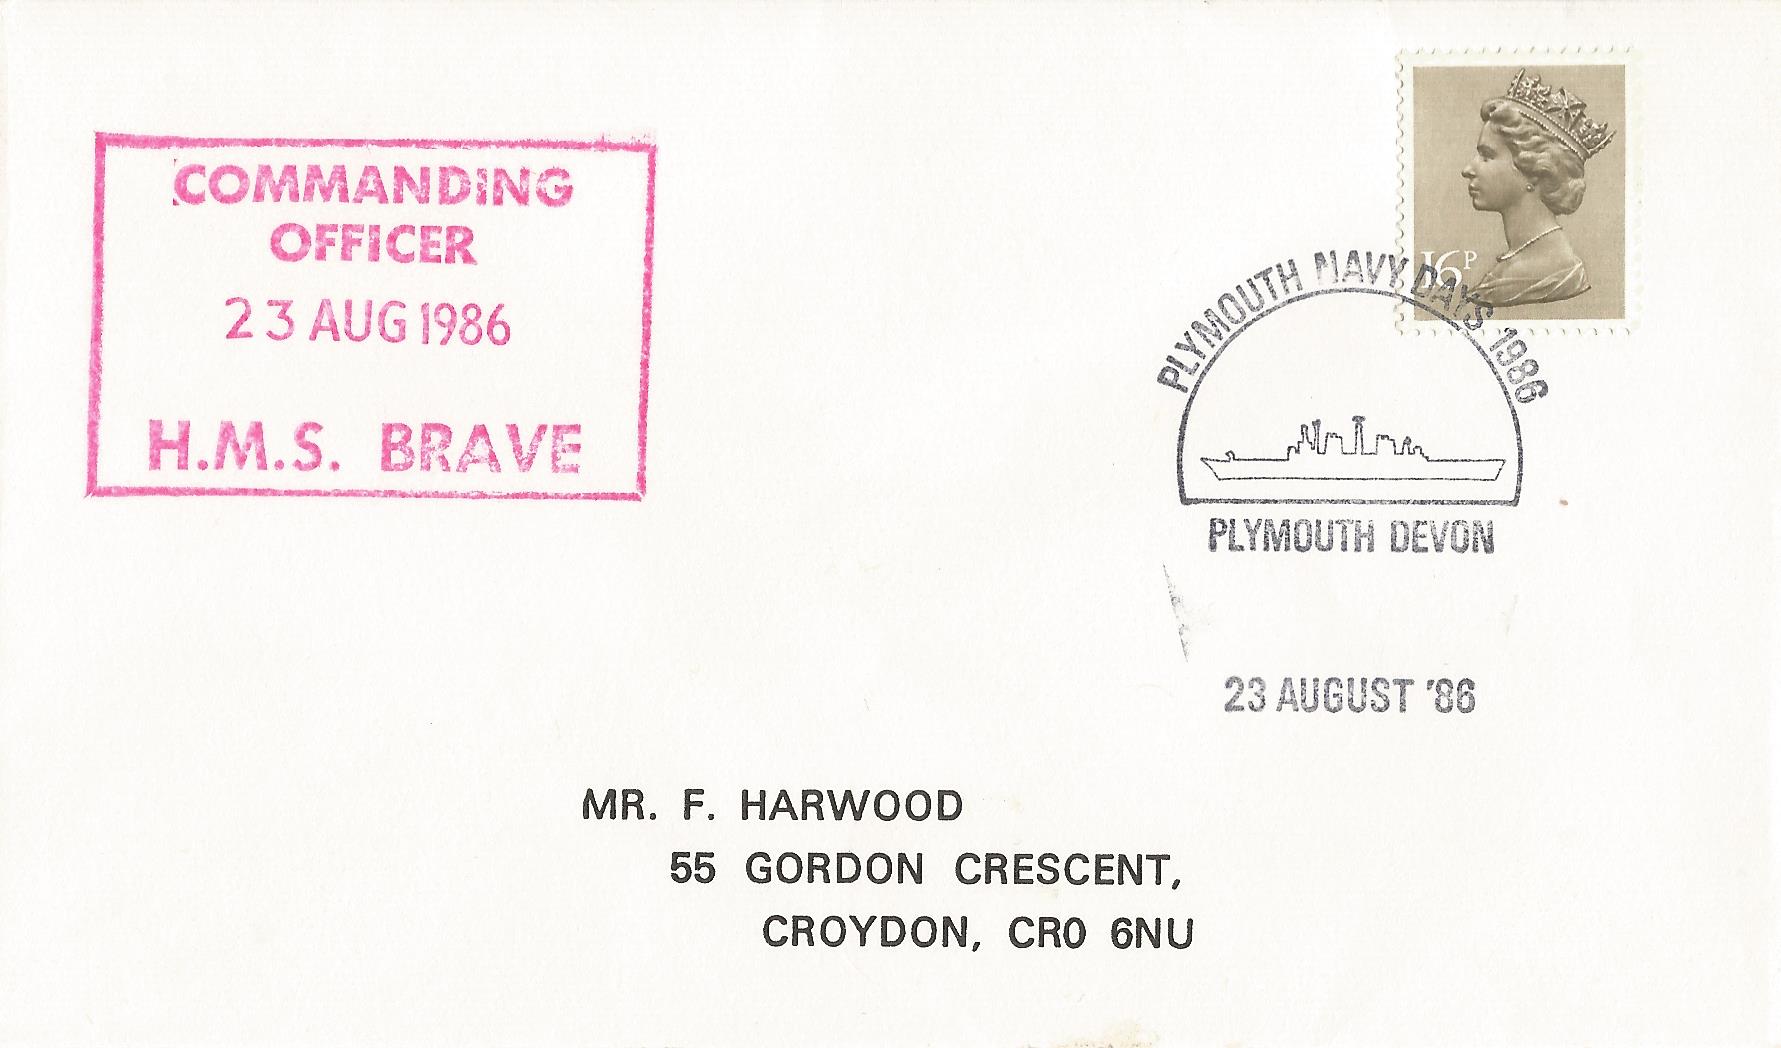 COMMANDING
OFFICER
23 AUG 1986
H.M.S. BRAVE
16P
PLYMOUTH NAVY DAYS 1986
PLYMOUTH DEVON
23 AUGUST '86
MR. F. HARWOOD
55 GORDON CRESCENT,
CROYDON, CR0 6NU